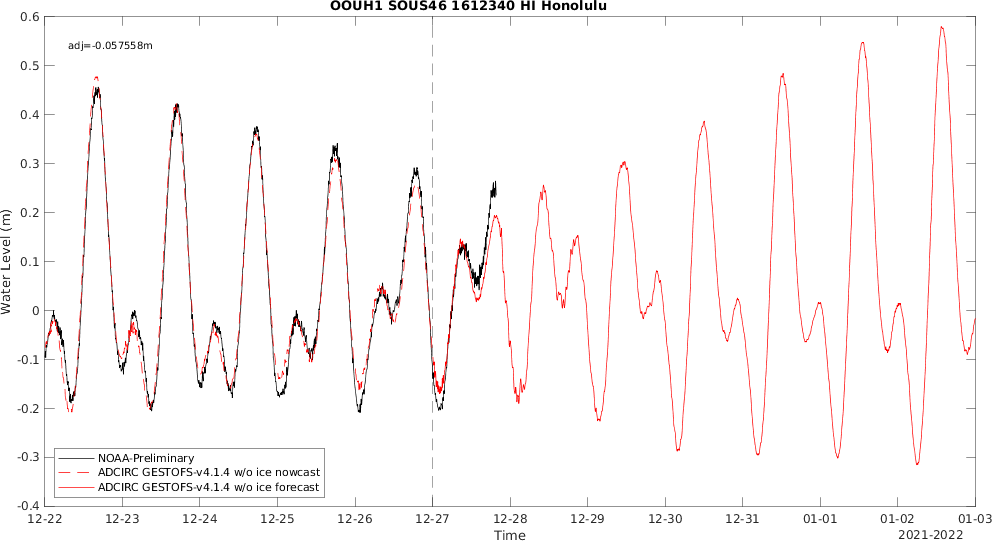 OOUH1 SOUS46 1612340 HI Honolulu
adj=-0.057558m
0.6
0.5
0.4
0.3
0.2
0.1
0
-0.1
-0.2
-0.3
-0.4
Water Level (m)
NOAA-Preliminary
ADCIRC GESTOFS-v4.1.4 w/o ice nowcast
ADCIRC GESTOFS-v4.1.4 w/o ice forecast
12-22 12-23 12-24 12-25 12-26 12-27 12-28 12-29 12-30 12-31 01-01 01-02 01-03
Time
2021-2022